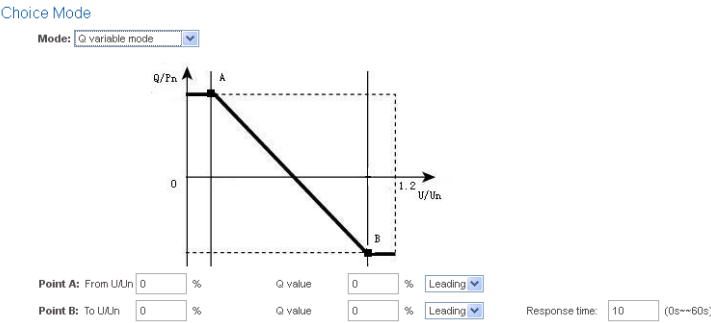 Choice Mode
Mode: Q variable mode
Q/Pn A
0
1.2
U/Un
B
Point A: From U/Un 0 % Q value 0 % Leading
Point B: To U/Un 0 % Q value 0 % Leading Response time: 10 (0s~~60s)